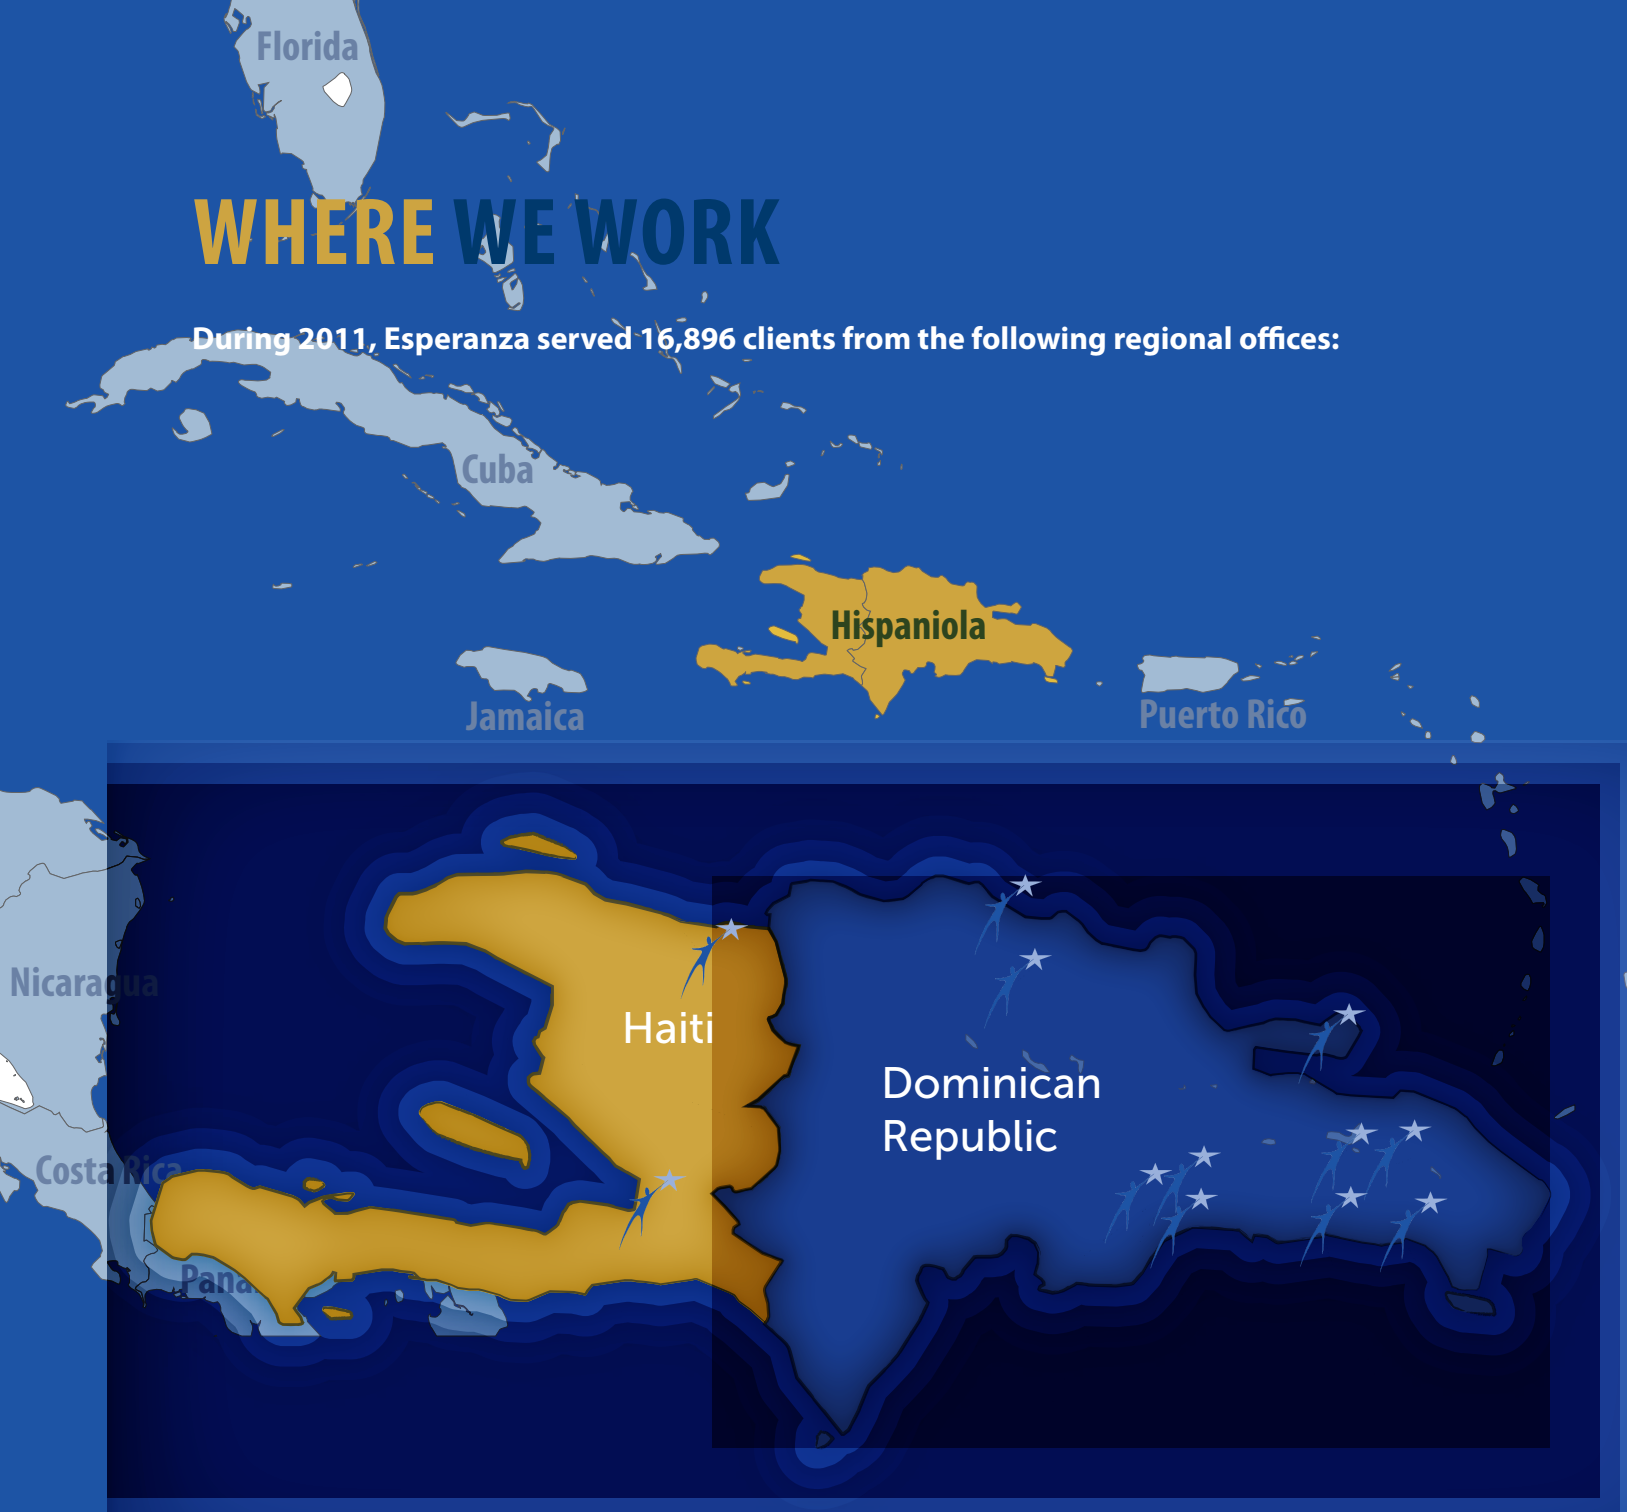 Florida
WHERE WE WORK
During 2011, Esperanza served 16,896 clients from the following regional offices:
Cuba
Hispaniola
Jamaica
Puerto Rico
Nicaragua
Haiti
Dominican
Republic
Costa Rica
Pana